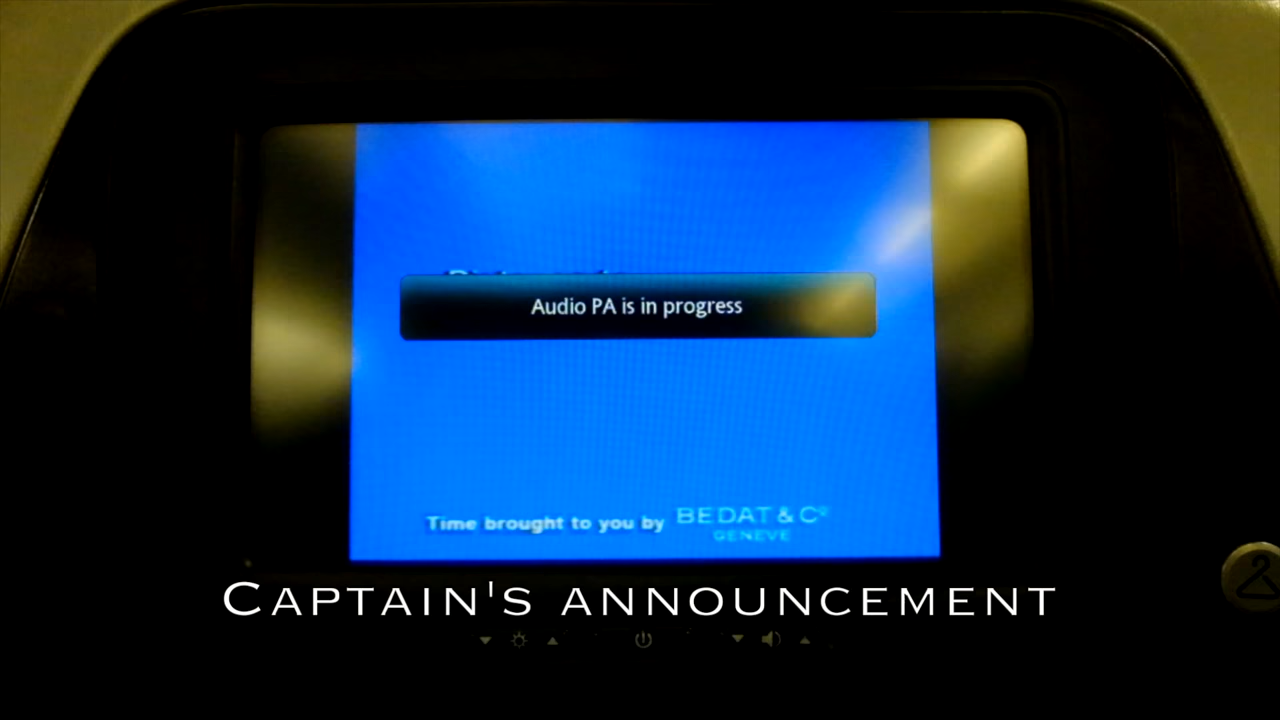 Audio PA is in progress
Time brought to you by BEDAT & C°
GENEVE
CAPTAIN'S ANNOUNCEMENT